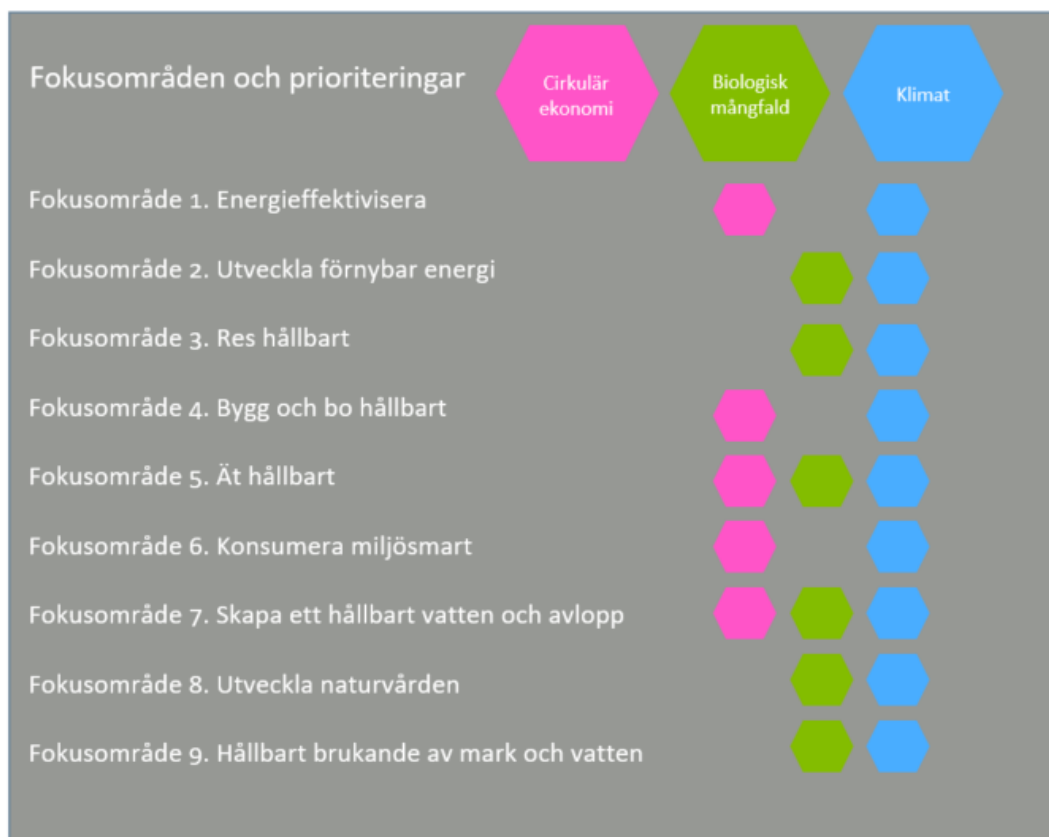 Fokusområden och prioriteringar
Cirkulär
ekonomi
Biologisk
mångfald
Klimat
Fokusområde 1. Energieffektivisera
Fokusområde 2. Utveckla förnybar energi
Fokusområde 3. Res hållbart
Fokusområde 4. Bygg och bo hållbart
Fokusområde 5. Ät hållbart
Fokusområde 6. Konsumera miljösmart
Fokusområde 7. Skapa ett hållbart vatten och avlopp
Fokusområde 8. Utveckla naturvården
Fokusområde 9. Hållbart brukande av mark och vatten